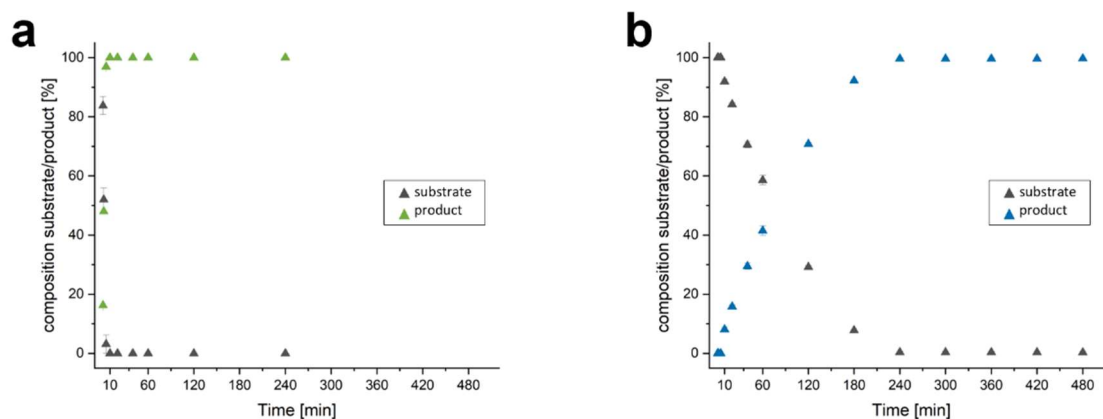 a
composition substrate/product [%]
100
80
60
40
20
0
substrate
product
10 60 120 180 240 300 360 420 480
Time [min]
b
composition substrate/product [%]
100
80
60
40
20
0
substrate
product
10 60 120 180 240 300 360 420 480
Time [min]